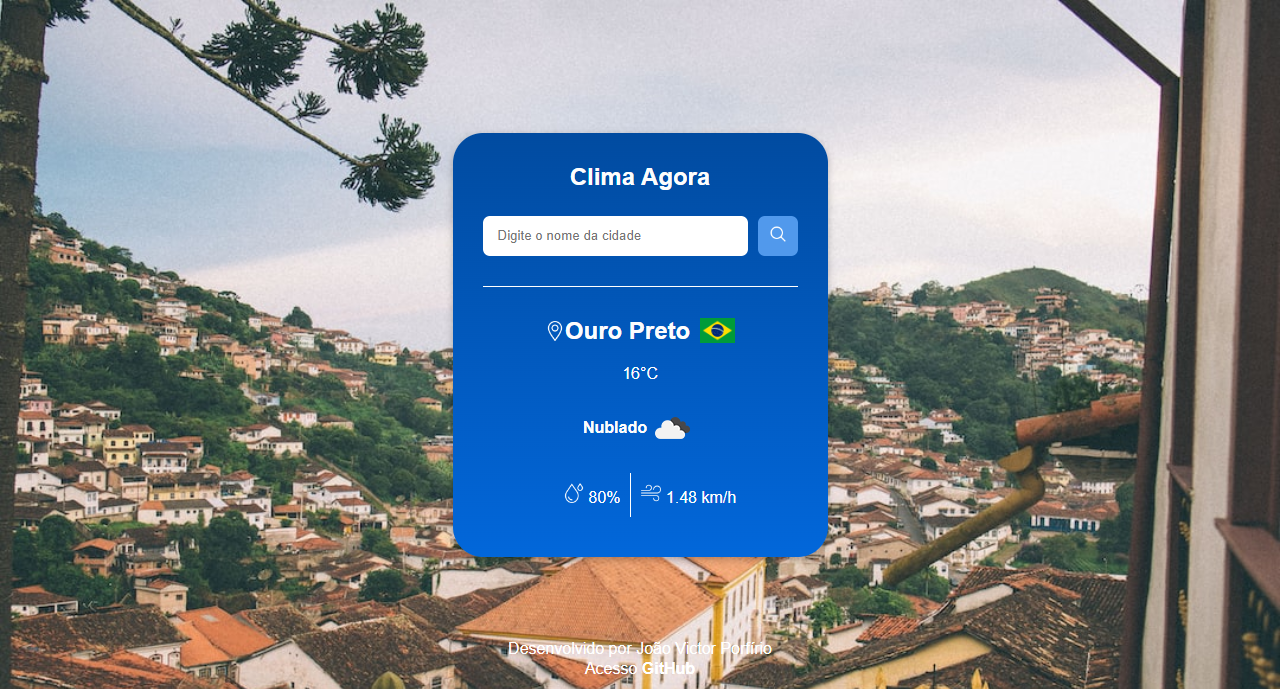 Clima Agora
Digite o nome da cidade
Ouro Preto
16°C
Nublado
80% 1.48 km/h
Desenvolvido por João Victor Porfírio
Acesso GitHub